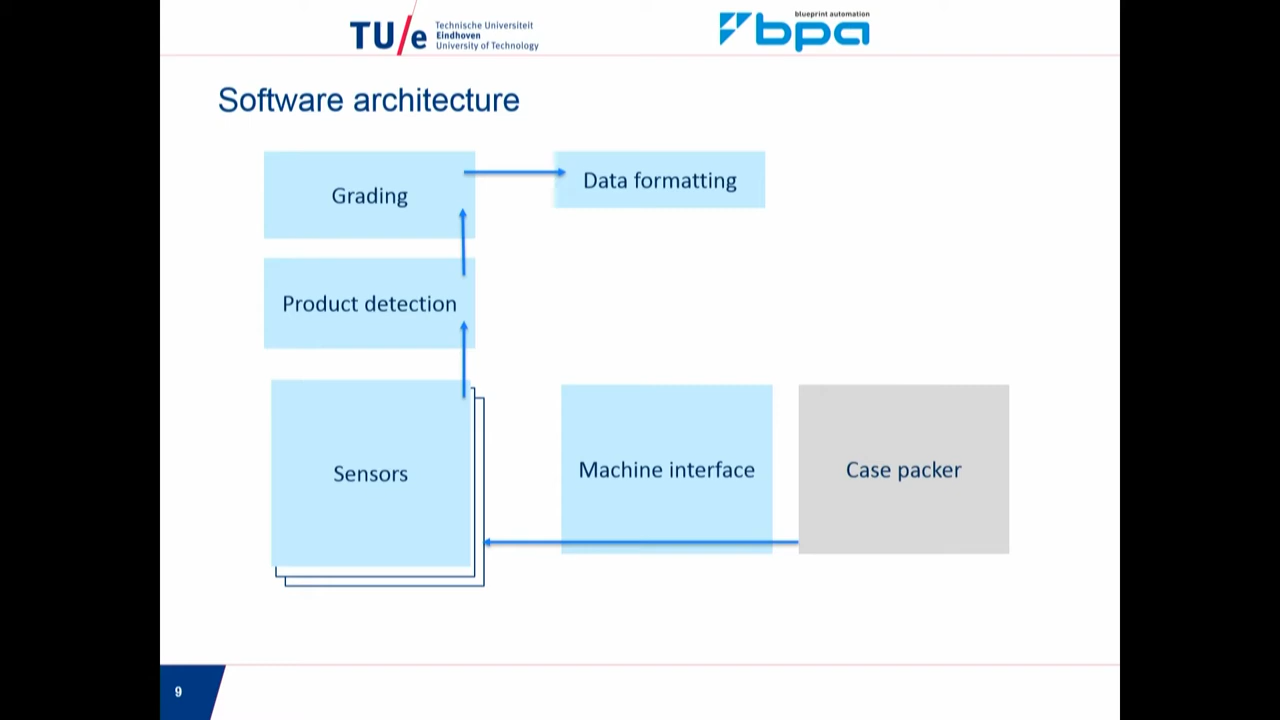 TU/e
Technische Universiteit
Eindhoven
University of Technology
blueprint automation
bpa
Software architecture
Grading
Data formatting
Product detection
Sensors
Machine interface
Case packer
9